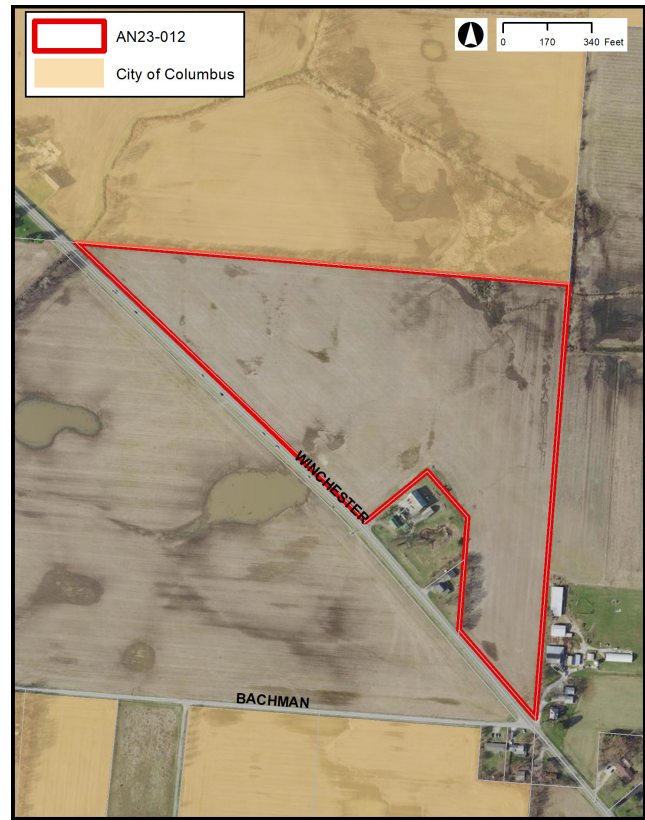 AN23-012
City of Columbus
0 170 340 Feet
WINCHESTER
BACHMAN